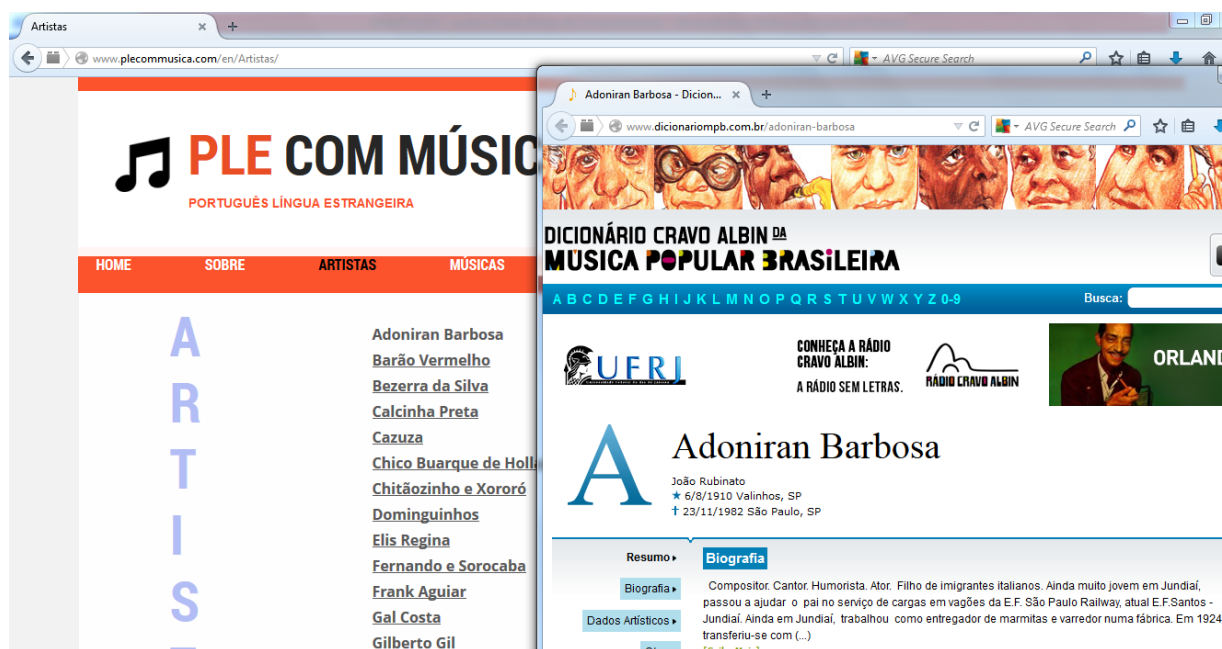 Artistas
www.plecommusica.com/en/Artistas/
AVG Secure Search
PLE COM MÚSIC
PORTUGUÊS LÍNGUA ESTRANGEIRA
HOME SOBRE ARTISTAS MÚSICAS
A
R
T
I
S
Adoniran Barbosa
Barão Vermelho
Bezerra da Silva
Calcinha Preta
Cazuza
Chico Buarque de Holla
Chitãozinho e Xororó
Dominguinhos
Elis Regina
Fernando e Sorocaba
Frank Aguiar
Gal Costa
Gilberto Gil
Adoniran Barbosa - Dicion...
www.dicionariompb.com.br/adoniran-barbosa
AVG Secure Search
DICIONÁRIO CRAVO ALBIN DA
MÚSICA POPULAR BRASILEIRA
A B C D E F G H I J K L M N O P Q R S T U V W X Y Z 0-9
Busca:
UFRJ
CONHEÇA A RÁDIO
CRAVO ALBIN:
A RÁDIO SEM LETRAS.
RÁDIO CRAVO ALBIN
ORLAND
A
Adoniran Barbosa
João Rubinato
★ 6/8/1910 Valinhos, SP
✝ 23/11/1982 São Paulo, SP
Resumo
Biografia
Dados Artísticos
Biografia
Compositor. Cantor. Humorista. Ator. Filho de imigrantes italianos. Ainda muito jovem em Jundiaí,
passou a ajudar o pai no serviço de cargas em vagões da E.F. São Paulo Railway, atual E.F.Santos -
Jundiaí. Ainda em Jundiaí, trabalhou como entregador de marmitas e varredor numa fábrica. Em 1924
transferiu-se com (...)